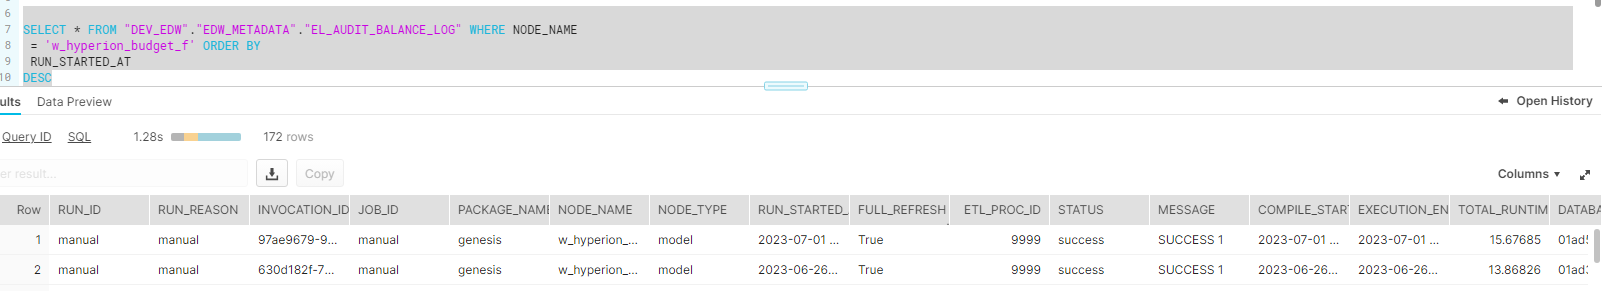 6
7 SELECT * FROM "DEV_EDW"."EDW_METADATA"."EL_AUDIT_BALANCE_LOG" WHERE NODE_NAME
8 = 'w_hyperion_budget_f' ORDER BY
9 RUN_STARTED_AT
10 DESC
ults Data Preview Open History
Query ID SQL 1.28s 172 rows
er result... Copy Columns
Row RUN_ID RUN_REASON INVOCATION_ID JOB_ID PACKAGE_NAME NODE_NAME NODE_TYPE RUN_STARTED_ FULL_REFRESH ETL_PROC_ID STATUS MESSAGE COMPILE_STAR EXECUTION_EN TOTAL_RUNTIM DATABA
1 manual manual 97ae9679-9... manual genesis w_hyperion_... model 2023-07-01 ... True 9999 success SUCCESS 1 2023-07-01 ... 2023-07-01 ... 15.67685 01ad
2 manual manual 630d182f-7... manual genesis w_hyperion_... model 2023-06-26... True 9999 success SUCCESS 1 2023-06-26... 2023-06-26... 13.86826 01ad